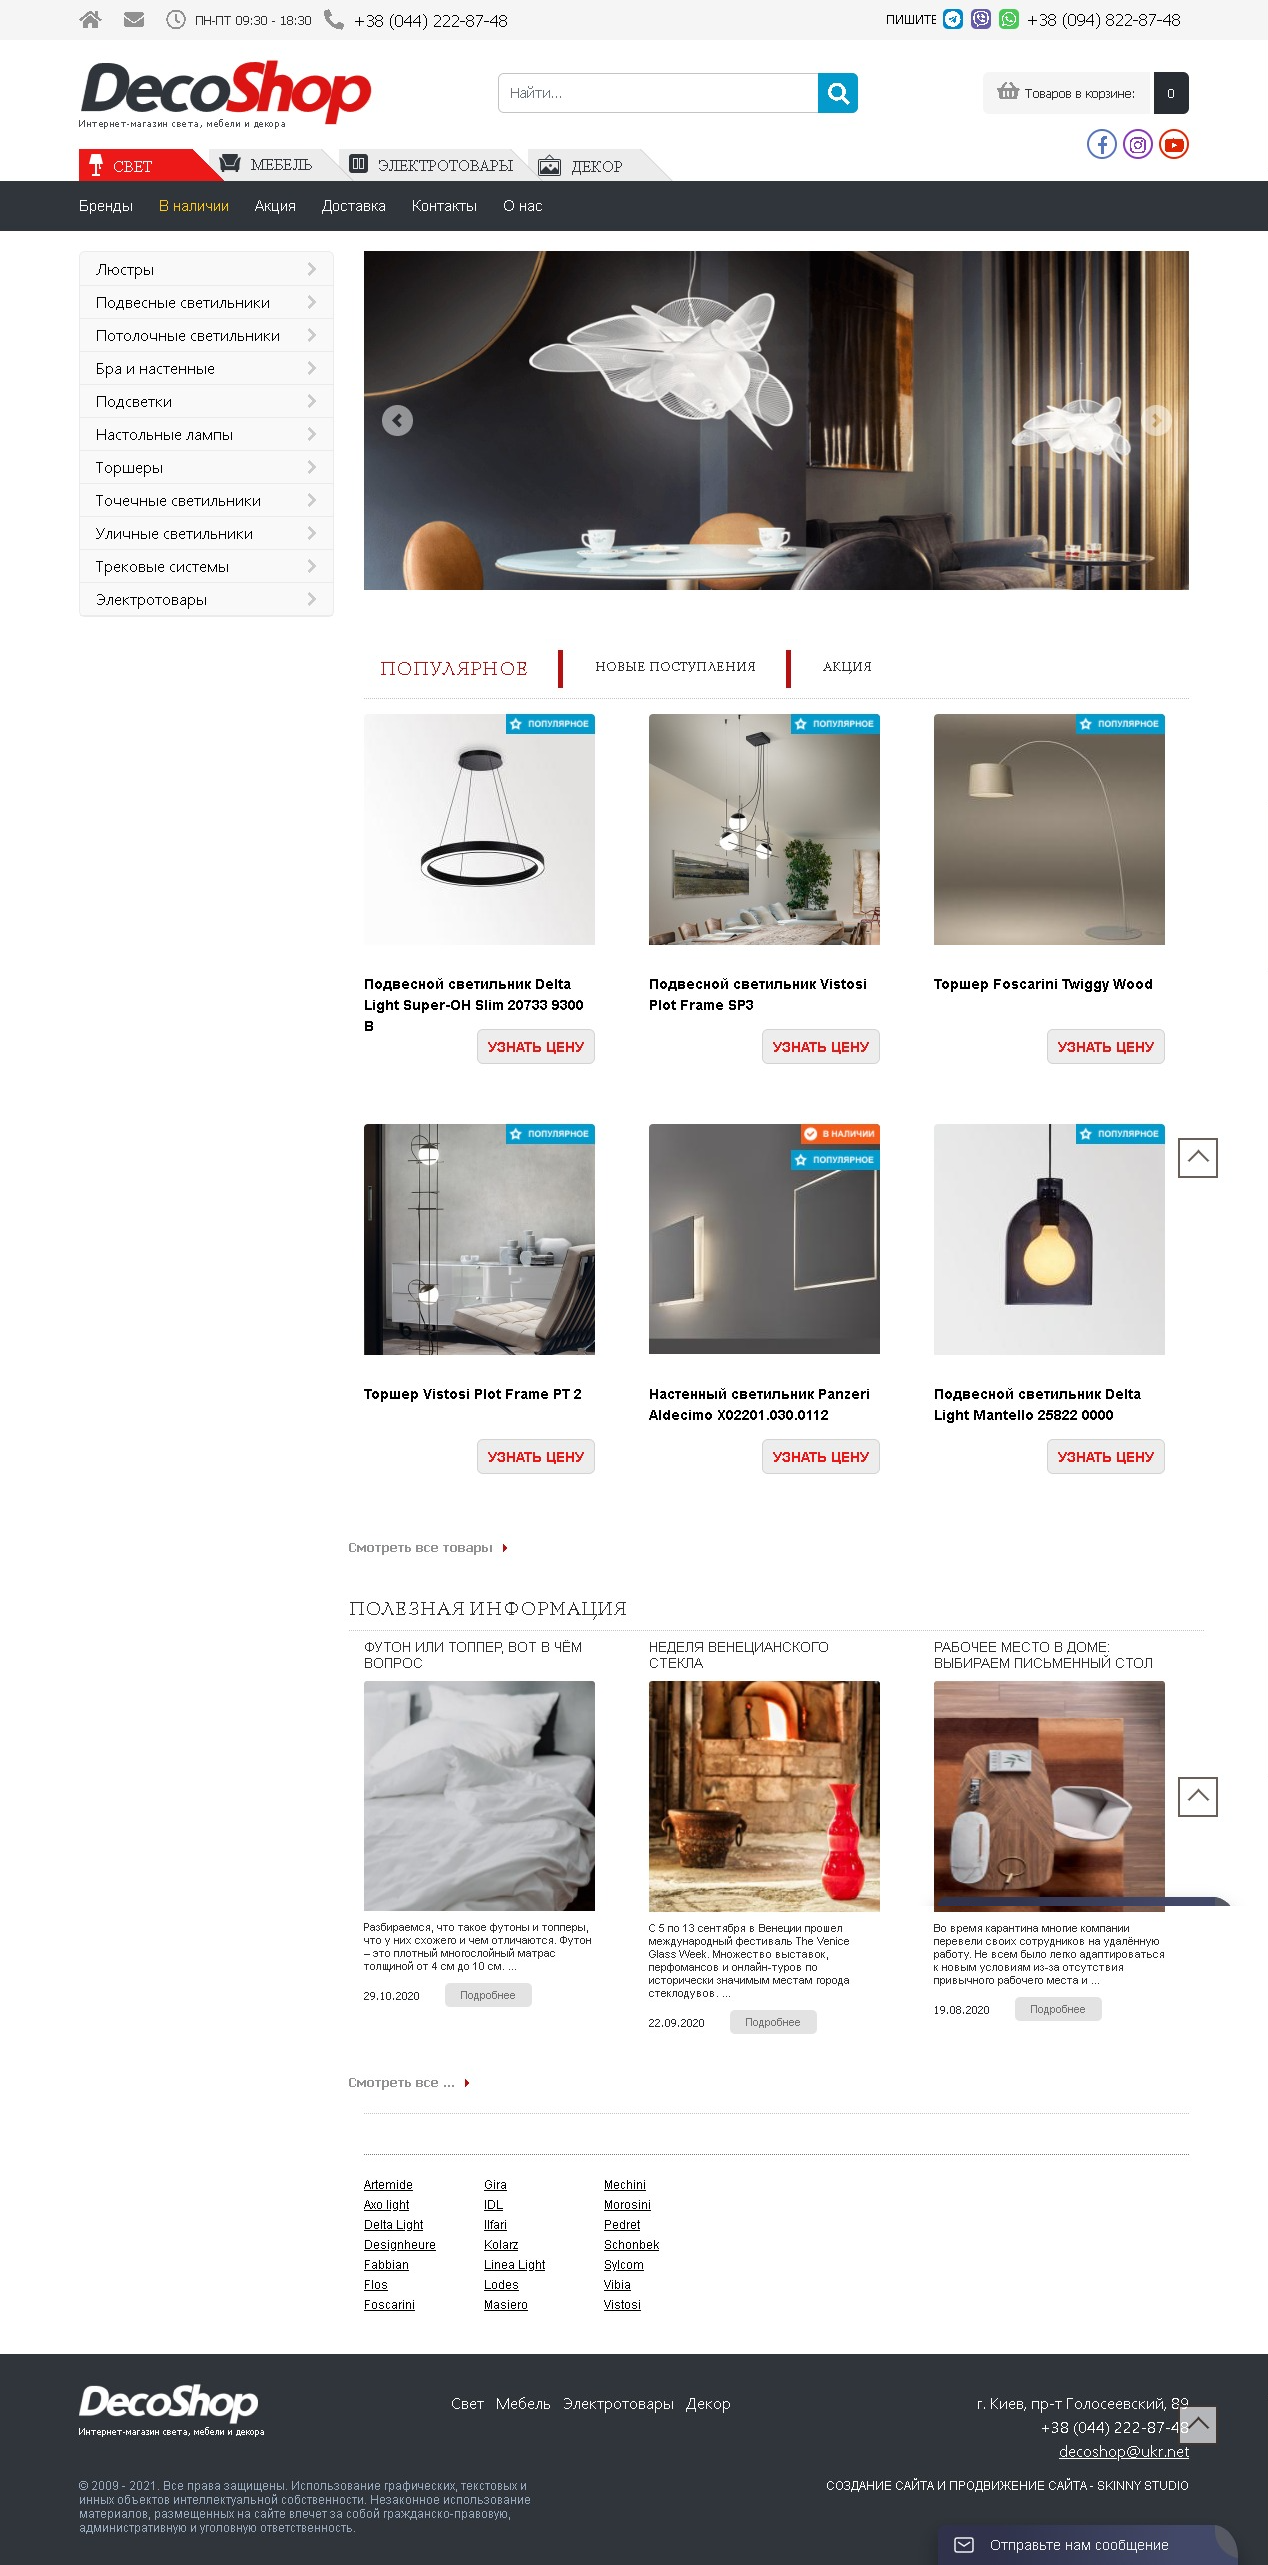 ПН-ПТ 09:30 - 18:30 +38 (044) 222-87-48 ПИШИТЕ +38 (094) 822-87-48
DecoShop
Интернет-магазин света, мебели и декора
Найти...
Товаров в корзине: 0
СВЕТ МЕБЕЛЬ ЭЛЕКТРОТОВАРЫ ДЕКОР
Бренды В наличии Акция Доставка Контакты О нас
Люстры
Подвесные светильники
Потолочные светильники
Бра и настенные
Подсветки
Настольные лампы
Торшеры
Точечные светильники
Уличные светильники
Трековые системы
Электротовары
ПОПУЛЯРНОЕ НОВЫЕ ПОСТУПЛЕНИЯ АКЦИЯ
ПОПУЛЯРНОЕ ПОПУЛЯРНОЕ ПОПУЛЯРНОЕ
Подвесной светильник Delta
Light Super-OH Slim 20733 9300
B
УЗНАТЬ ЦЕНУ
Подвесной светильник Vistosi
Plot Frame SP3
УЗНАТЬ ЦЕНУ
Торшер Foscarini Twiggy Wood
УЗНАТЬ ЦЕНУ
ПОПУЛЯРНОЕ
В НАЛИЧИИ
ПОПУЛЯРНОЕ
ПОПУЛЯРНОЕ
Торшер Vistosi Plot Frame PT 2
УЗНАТЬ ЦЕНУ
Настенный светильник Panzeri
Aldecimo X02201.030.0112
УЗНАТЬ ЦЕНУ
Подвесной светильник Delta
Light Mantello 25822 0000
УЗНАТЬ ЦЕНУ
Смотреть все товары
ПОЛЕЗНАЯ ИНФОРМАЦИЯ
ФУТОН ИЛИ ТОППЕР, ВОТ В ЧЁМ
ВОПРОС
Разбираемся, что такое футоны и топперы,
что у них схожего и чем отличаются. Футон
– это плотный многослойный матрас
толщиной от 4 см до 10 см. ...
29.10.2020 Подробнее
НЕДЕЛЯ ВЕНЕЦИАНСКОГО
СТЕКЛА
С 5 по 13 сентября в Венеции прошел
международный фестиваль The Venice
Glass Week. Множество выставок,
перфомансов и онлайн-туров по
исторически значимым местам города
стеклодувов. ...
22.09.2020 Подробнее
РАБОЧЕЕ МЕСТО В ДОМЕ:
ВЫБИРАЕМ ПИСЬМЕННЫЙ СТОЛ
Во время карантина многие компании
перевели своих сотрудников на удалённую
работу. Не всем было легко адаптироваться
к новым условиям из-за отсутствия
привычного рабочего места и ...
19.08.2020 Подробнее
Смотреть все ...
Artemide Gira Mechini
Axo light IDL Morosini
Delta Light Ilfari Pedret
Designheure Kolarz Schonbek
Fabbian Linea Light Sylcom
Flos Lodes Vibia
Foscarini Masiero Vistosi
DecoShop
Интернет-магазин света, мебели и декора
Свет Мебель Электротовары Декор
г. Киев, пр-т Голосеевский, 89
+38 (044) 222-87-48
decoshop@ukr.net
© 2009 - 2021. Все права защищены. Использование графических, текстовых и
инных объектов интеллектуальной собственности. Незаконное использование
материалов, размещенных на сайте влечет за собой гражданско-правовую,
административную и уголовную ответственность.
СОЗДАНИЕ САЙТА И ПРОДВИЖЕНИЕ САЙТА - SKINNY STUDIO
Отправьте нам сообщение